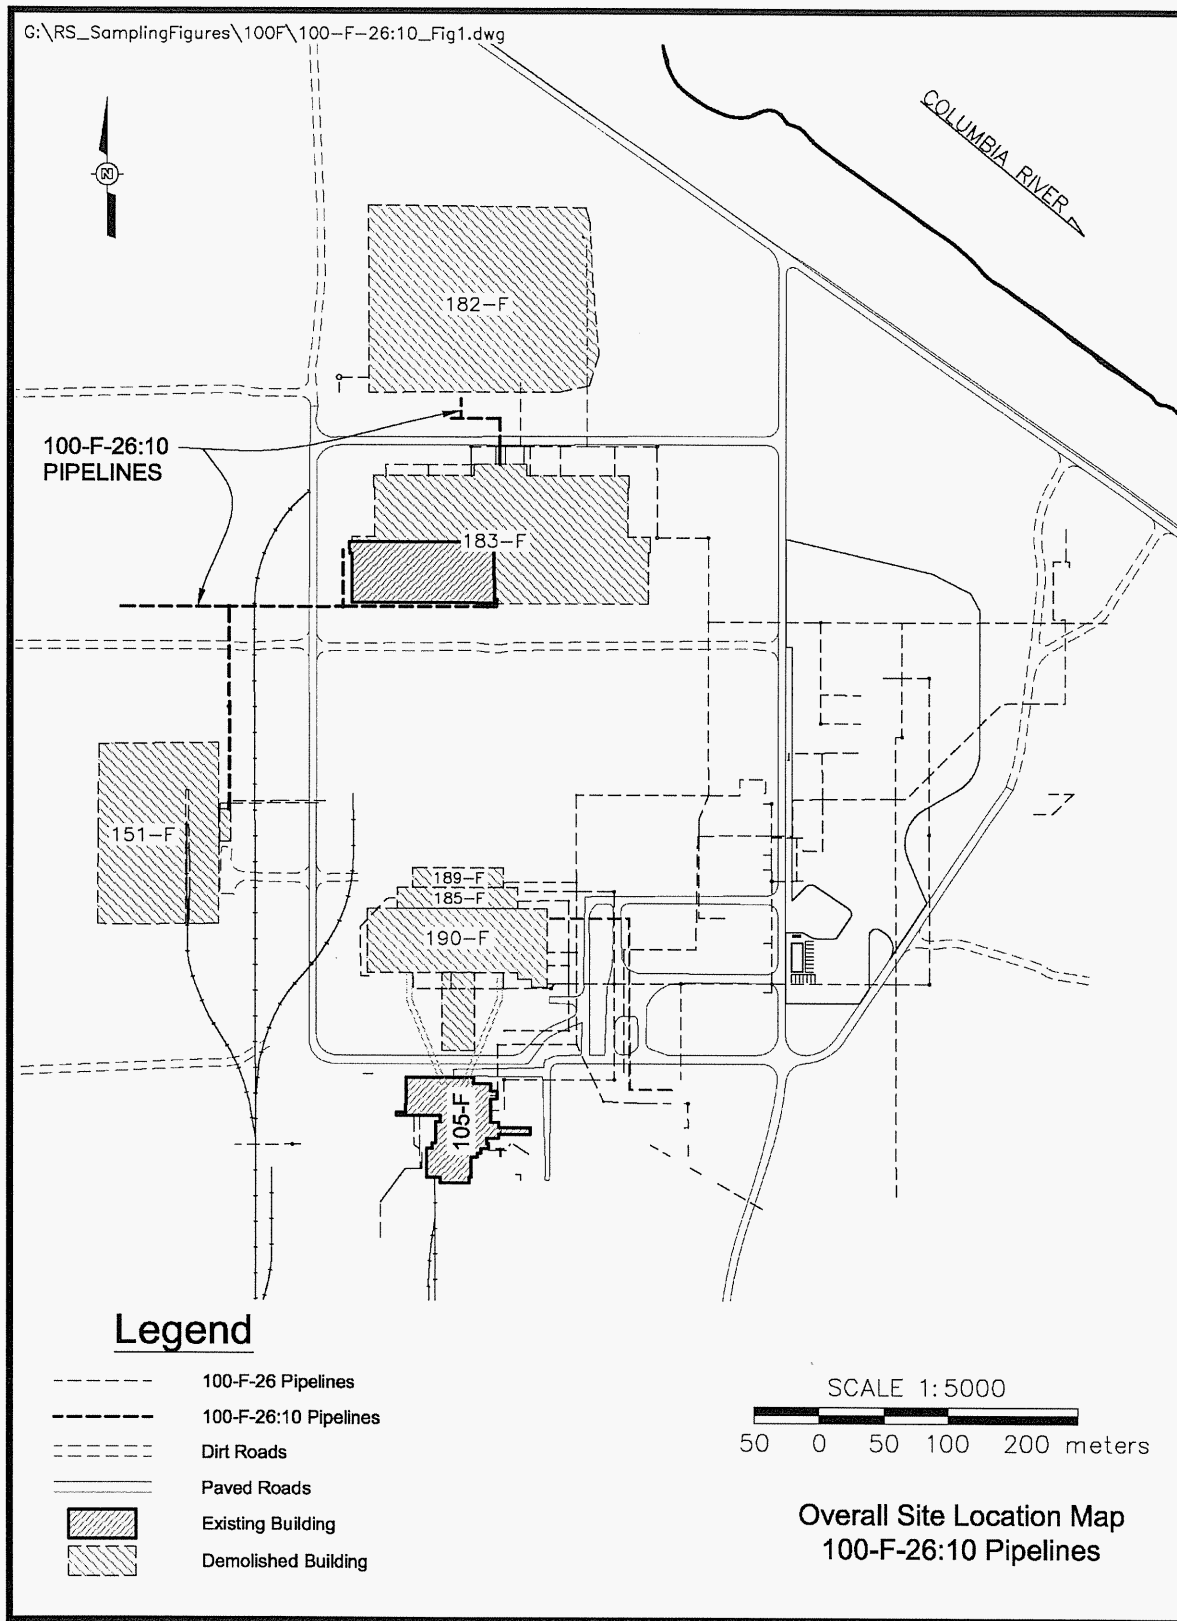 G:\RS_SamplingFigures\100F\100-F-26:10_Fig1.dwg
COLUMBIA RIVER
N
182-F
100-F-26:10
PIPELINES
183-F
151-F
189-F
185-F
190-F
105-F
Legend
100-F-26 Pipelines
100-F-26:10 Pipelines
Dirt Roads
Paved Roads
Existing Building
Demolished Building
SCALE 1:5000
50 0 50 100 200 meters
Overall Site Location Map
100-F-26:10 Pipelines